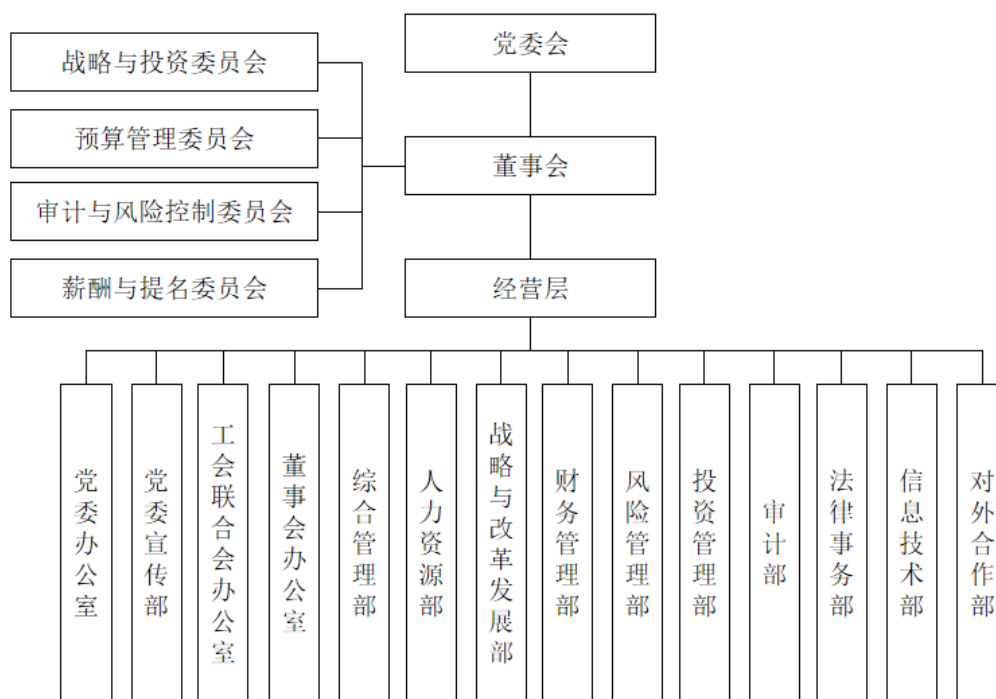 党委会
战略与投资委员会
预算管理委员会
董事会
审计与风险控制委员会
薪酬与提名委员会
经营层
党委办公室
党委宣传部
工会联合会办公室
董事会办公室
综合管理部
人力资源部
战略与改革发展部
财务管理部
风险管理部
投资管理部
审计部
法律事务部
信息技术部
对外合作部